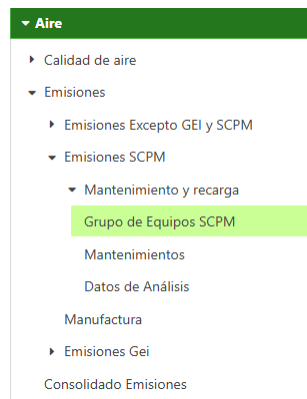 Aire
Calidad de aire
Emisiones
Emisiones Excepto GEI y SCPM
Emisiones SCPM
Mantenimiento y recarga
Grupo de Equipos SCPM
Mantenimientos
Datos de Análisis
Manufactura
Emisiones Gei
Consolidado Emisiones